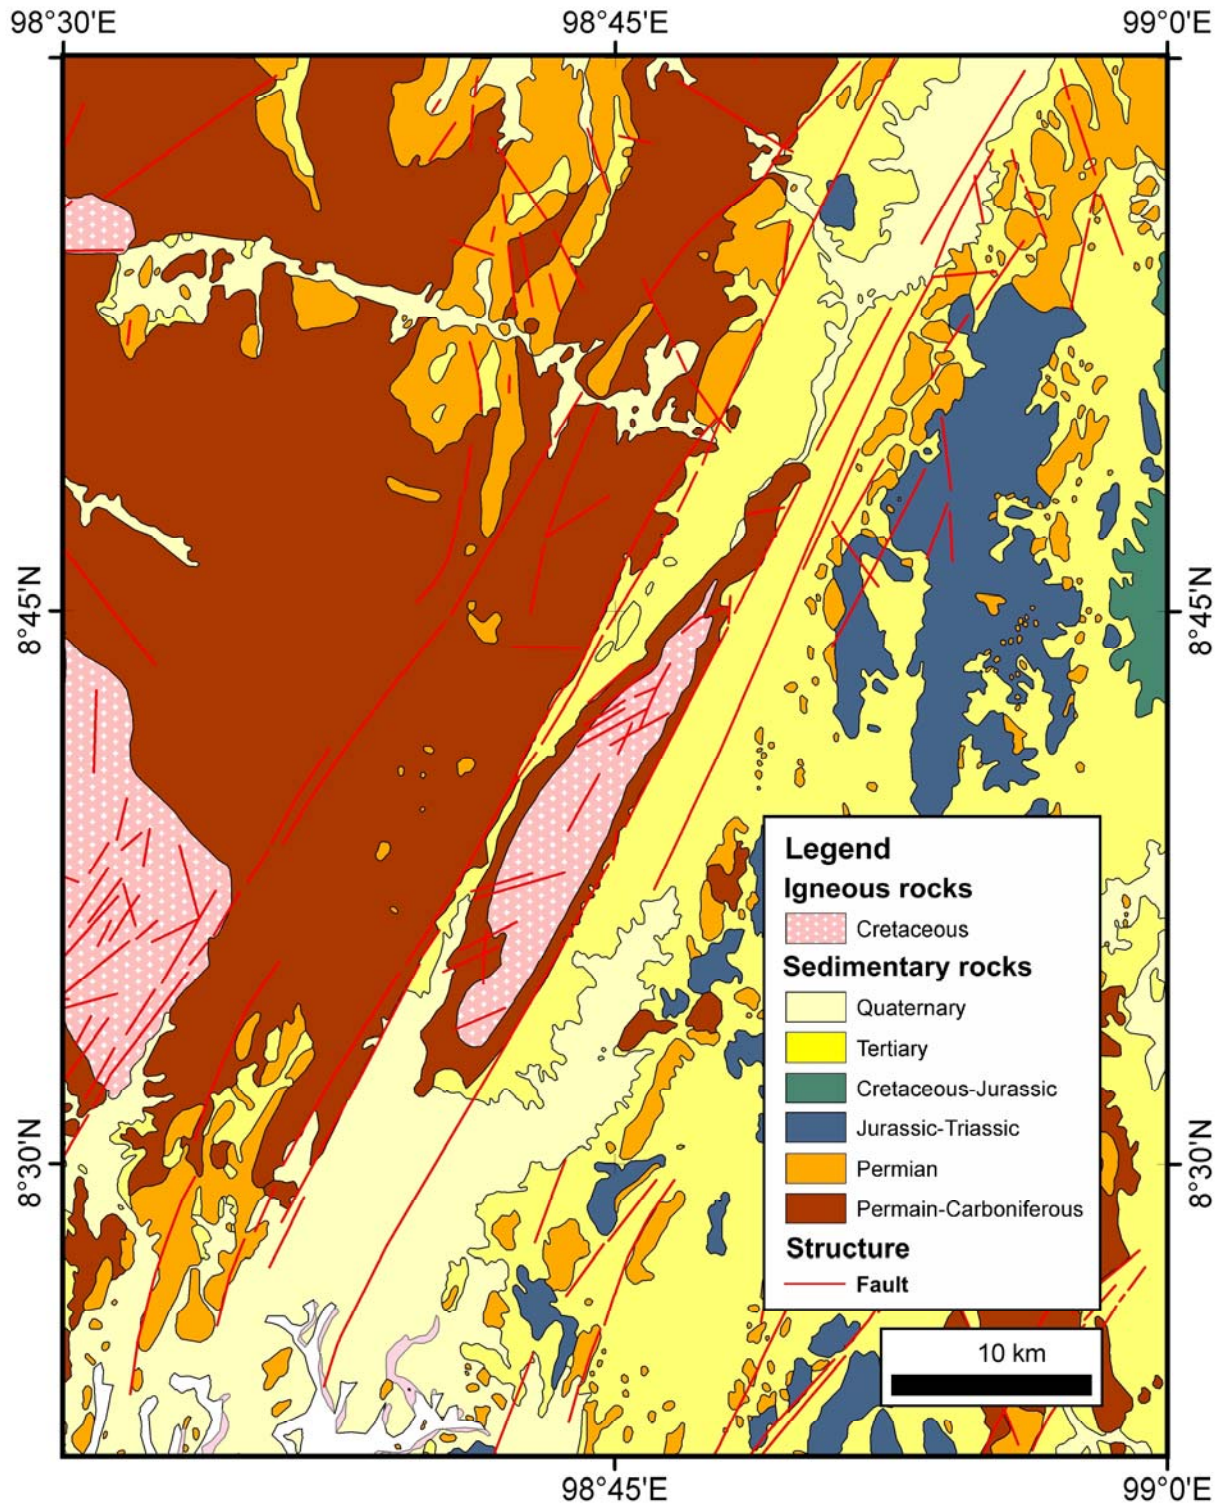 98°30'E 98°45'E 99°0'E
8°45'N 8°45'N
Legend
Igneous rocks
Cretaceous
Sedimentary rocks
Quaternary
Tertiary
Cretaceous-Jurassic
Jurassic-Triassic
Permian
Permain-Carboniferous
Structure
Fault
8°30'N 8°30'N
10 km
98°45'E 99°0'E